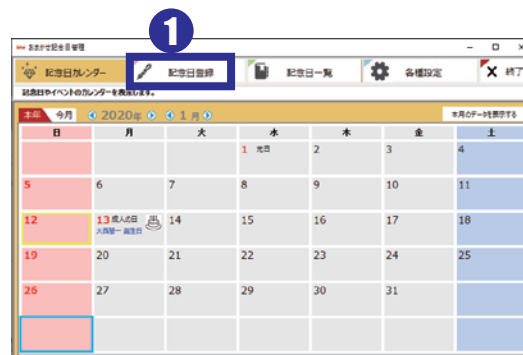 1
おまかせ記念日管理
記念日カレンダー 記念日登録 記念日一覧 各種設定 終了
記念日やイベントのカレンダーを表示します。
本年 今月 2020年 1月 本月のデータを表示する
日 月 火 水 木 金 土
1 元日 2 3 4
5 6 7 8 9 10 11
12 13 成人の日 14 15 16 17 18
誕生日
19 20 21 22 23 24 25
26 27 28 29 30 31